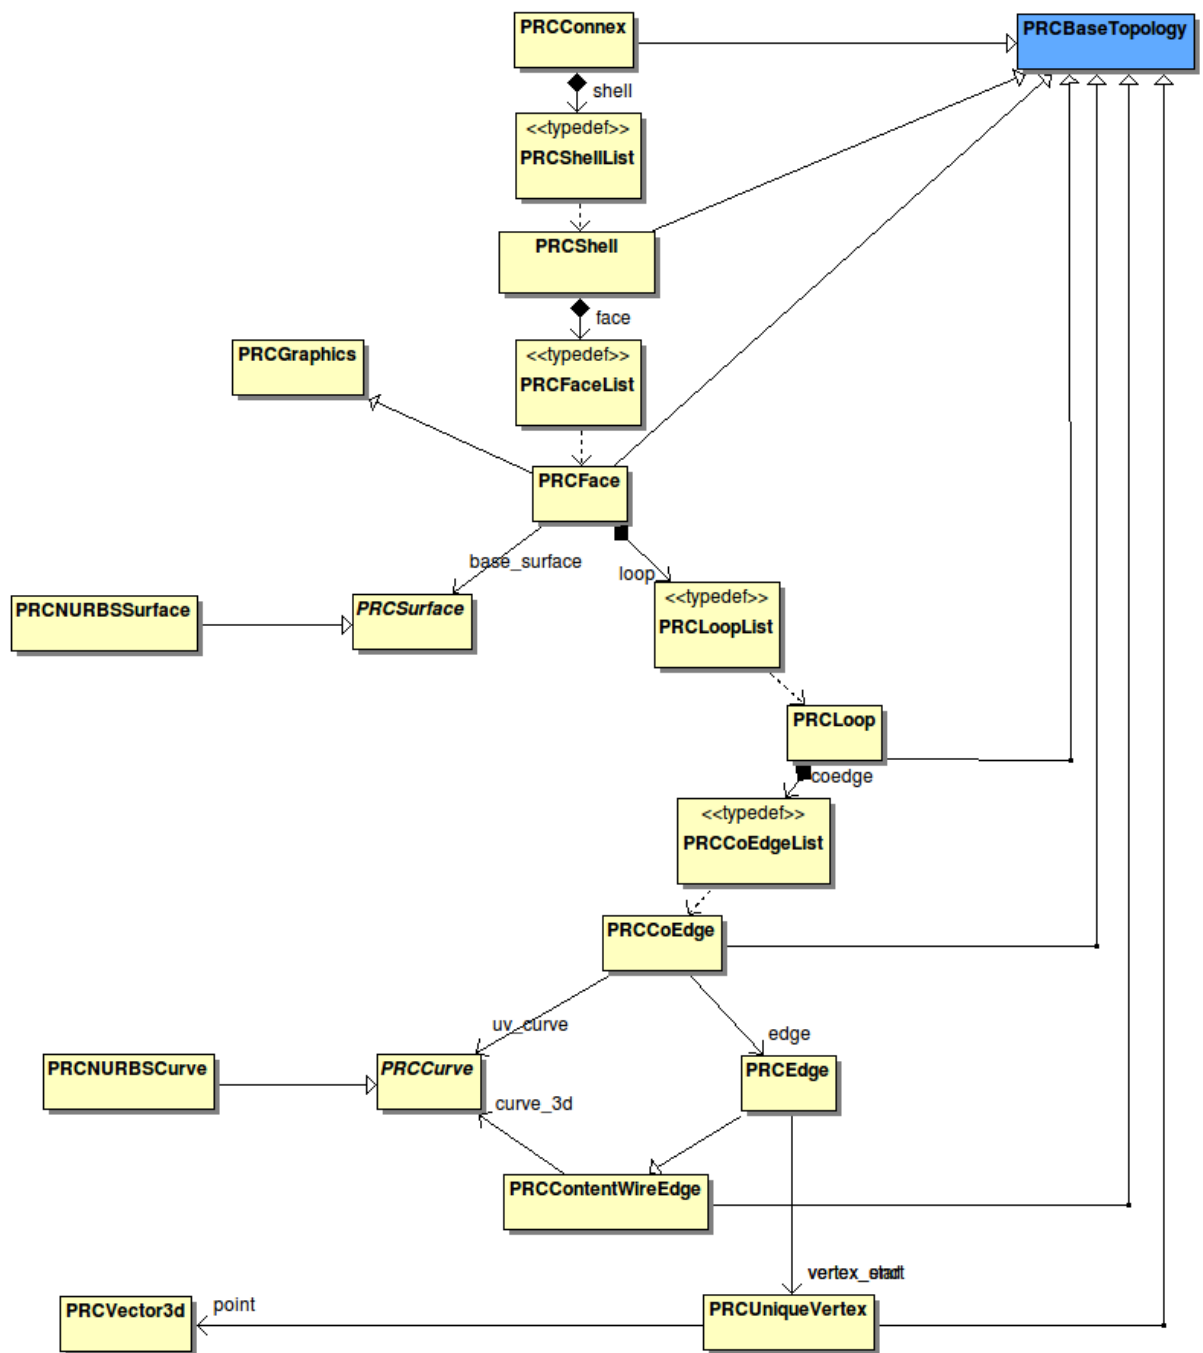 PRCConnex
PRCBaseTopology
shell
<<typedef>>
PRCShellList
PRCShell
face
PRCGraphics
<<typedef>>
PRCFaceList
PRCFace
base_surface
loop
PRCNURBSSurface
PRCSurface
<<typedef>>
PRCLoopList
PRCLoop
coedge
<<typedef>>
PRCCoEdgeList
PRCCoEdge
uv_curve
edge
PRCNURBSCurve
PRCCurve
PRCEdge
curve_3d
PRCContentWireEdge
PRCVector3d
point
PRCUniqueVertex